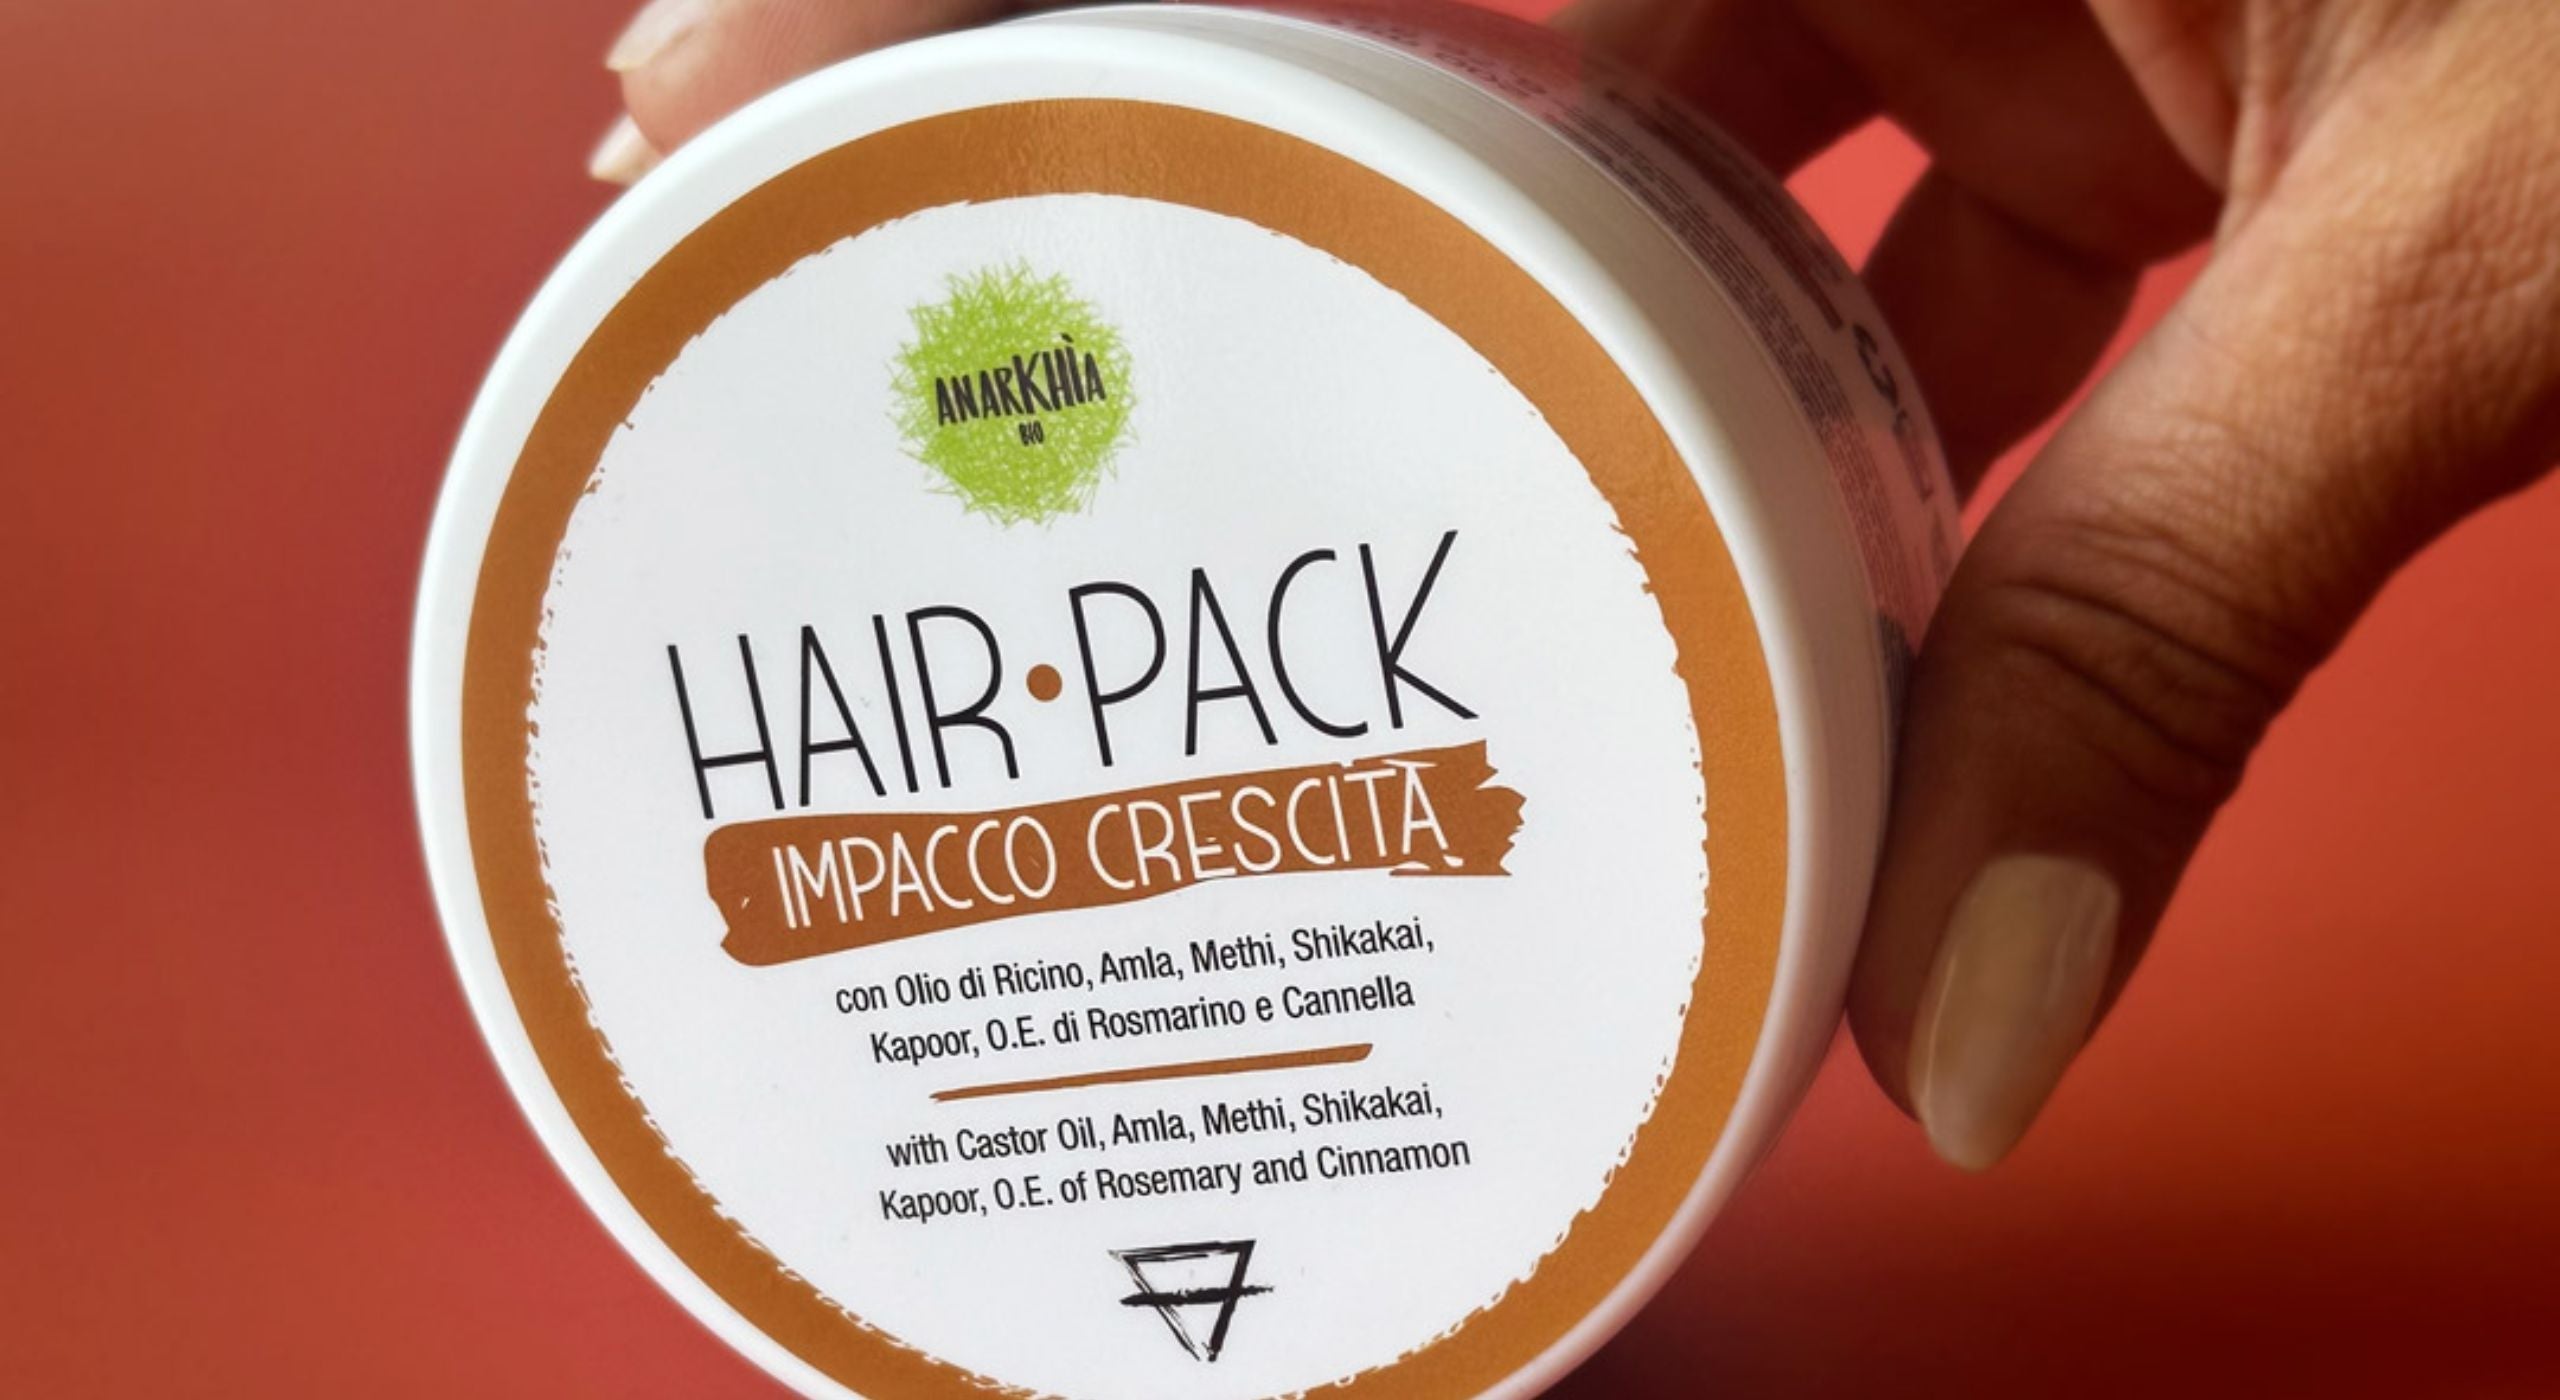 ANARKHÌA
BIO
HAIR•PACK
IMPACCO CRESCITÀ
con Olio di Ricino, Amla, Methi, Shikakai,
Kapoor, O.E. di Rosmarino e Cannella
with Castor Oil, Amla, Methi, Shikakai,
Kapoor, O.E. of Rosemary and Cinnamon